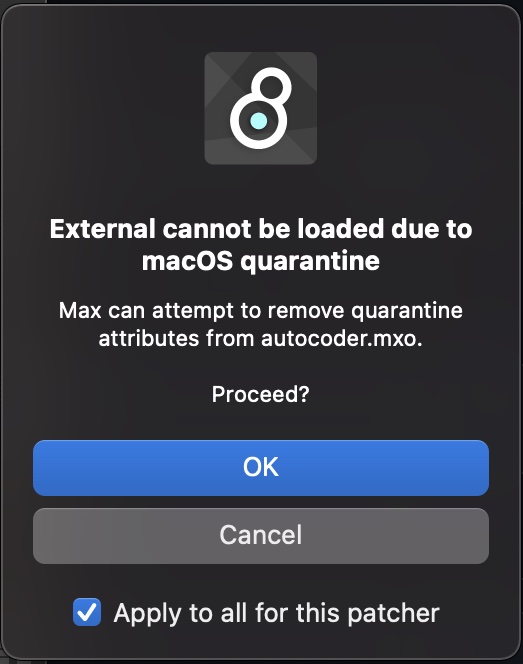 External cannot be loaded due to
macOS quarantine
Max can attempt to remove quarantine
attributes from autocoder.mxo.
Proceed?
OK
Cancel
Apply to all for this patcher